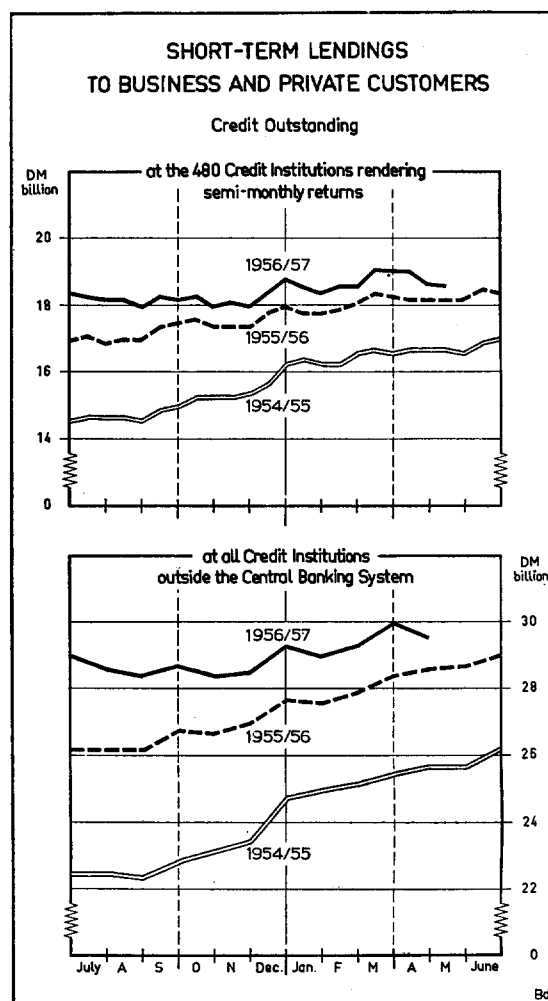 SHORT-TERM LENDINGS
TO BUSINESS AND PRIVATE CUSTOMERS
Credit Outstanding
DM
billion
at the 480 Credit Institutions rendering
semi-monthly returns
20
1956/57
18
1955/56
16
1954/55
14
0
at all Credit Institutions
outside the Central Banking System
DM
billion
30
1956/57
28
1955/56
26
24
1954/55
22
0
July A S O N Dec. Jan. F M A M June